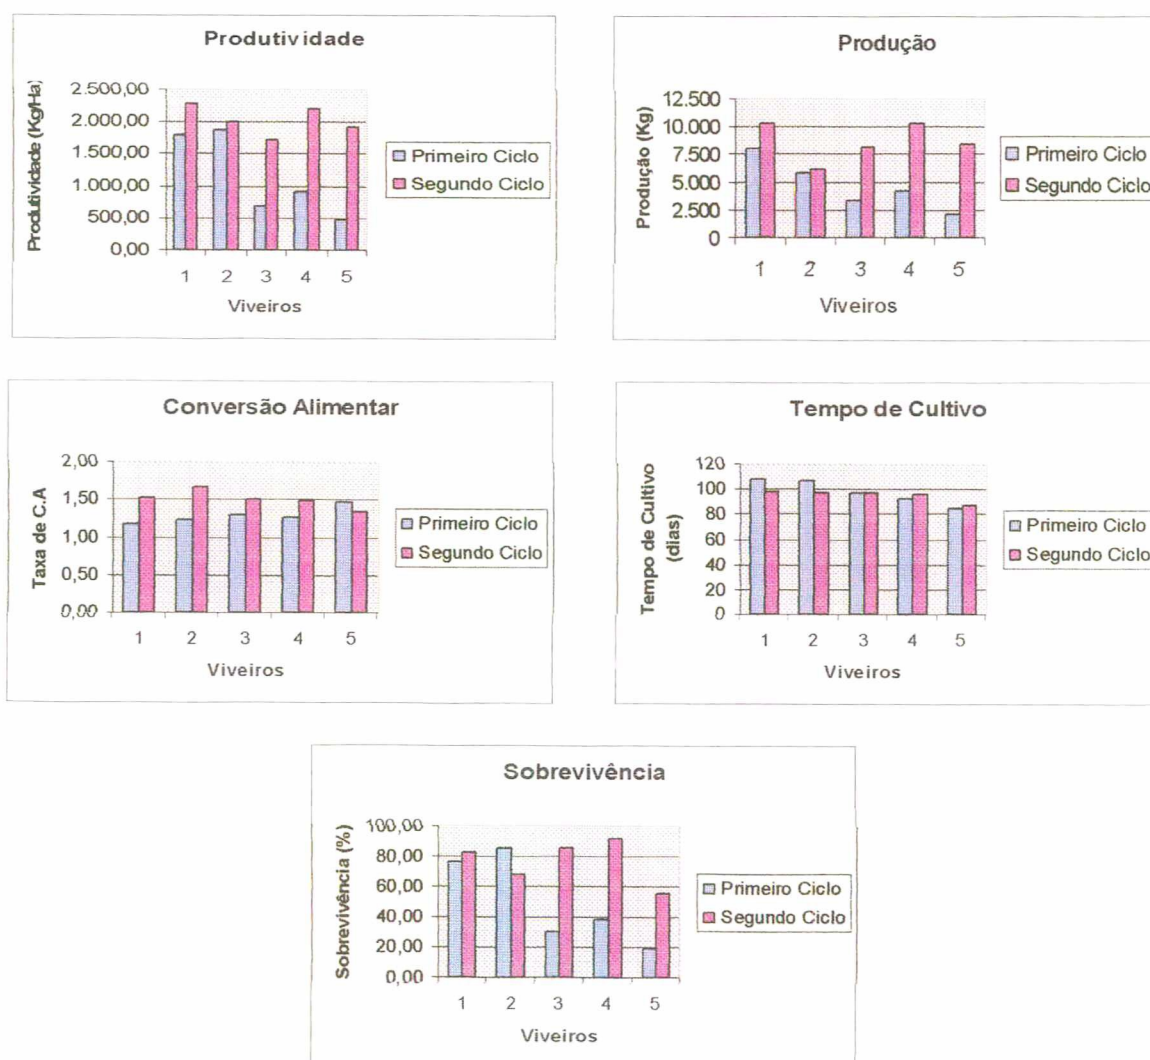 Produtividade
Produtividade (Kg/Ha)
2.500,00
2.000,00
1.500,00
1.000,00
500,00
0,00
1 2 3 4 5
Viveiros
Primeiro Ciclo
Segundo Ciclo
Produção
Produção (Kg)
12.500
10.000
7.500
5.000
2.500
0
1 2 3 4 5
Viveiros
Primeiro Ciclo
Segundo Ciclo
Conversão Alimentar
Taxa de C.A
2,00
1,50
1,00
0,50
0,00
1 2 3 4 5
Viveiros
Primeiro Ciclo
Segundo Ciclo
Tempo de Cultivo
Tempo de Cultivo
(dias)
120
100
80
60
40
20
0
1 2 3 4 5
Viveiros
Primeiro Ciclo
Segundo Ciclo
Sobrevivência
Sobrevivência (%)
100,00
80,00
60,00
40,00
20,00
0,00
1 2 3 4 5
Viveiros
Primeiro Ciclo
Segundo Ciclo